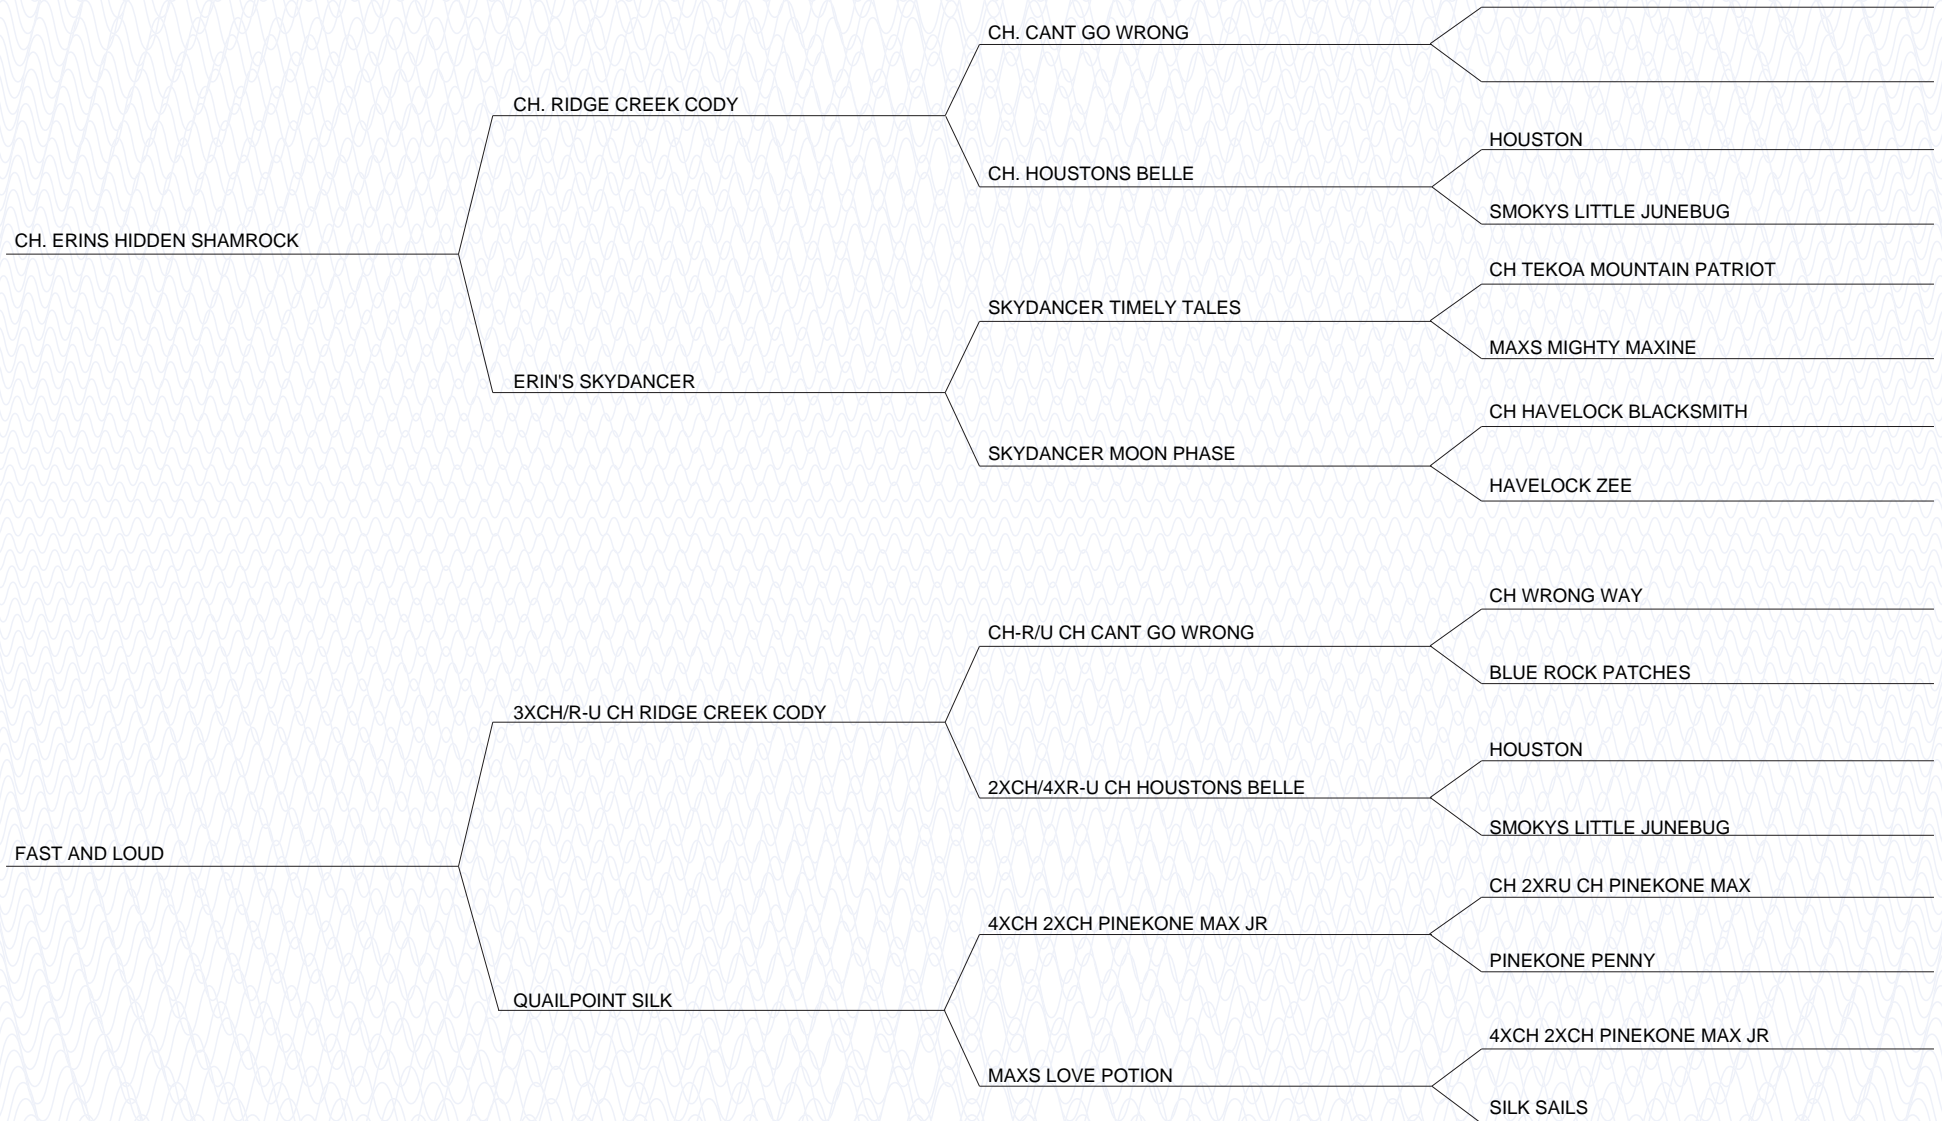 CH. CANT GO WRONG
CH. RIDGE CREEK CODY
HOUSTON
CH. HOUSTONS BELLE
SMOKYS LITTLE JUNEBUG
CH. ERINS HIDDEN SHAMROCK
CH TEKOA MOUNTAIN PATRIOT
SKYDANCER TIMELY TALES
MAXS MIGHTY MAXINE
ERIN'S SKYDANCER
CH HAVELOCK BLACKSMITH
SKYDANCER MOON PHASE
HAVELOCK ZEE
CH WRONG WAY
CH-R/U CH CANT GO WRONG
BLUE ROCK PATCHES
3XCH/R-U CH RIDGE CREEK CODY
HOUSTON
2XCH/4XR-U CH HOUSTONS BELLE
SMOKYS LITTLE JUNEBUG
FAST AND LOUD
CH 2XRU CH PINEKONE MAX
4XCH 2XCH PINEKONE MAX JR
PINEKONE PENNY
QUAILPOINT SILK
4XCH 2XCH PINEKONE MAX JR
MAXS LOVE POTION
SILK SAILS